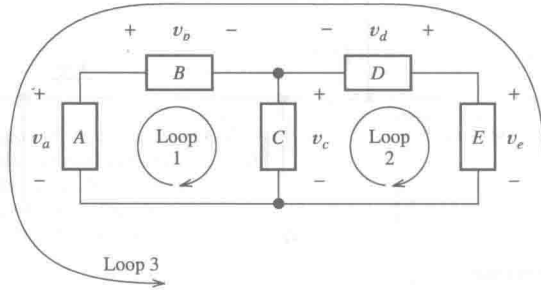 + v_b − − v_d +
B D
+ + + +
v_a A Loop 1 C v_c Loop 2 E v_e
− − −
Loop 3